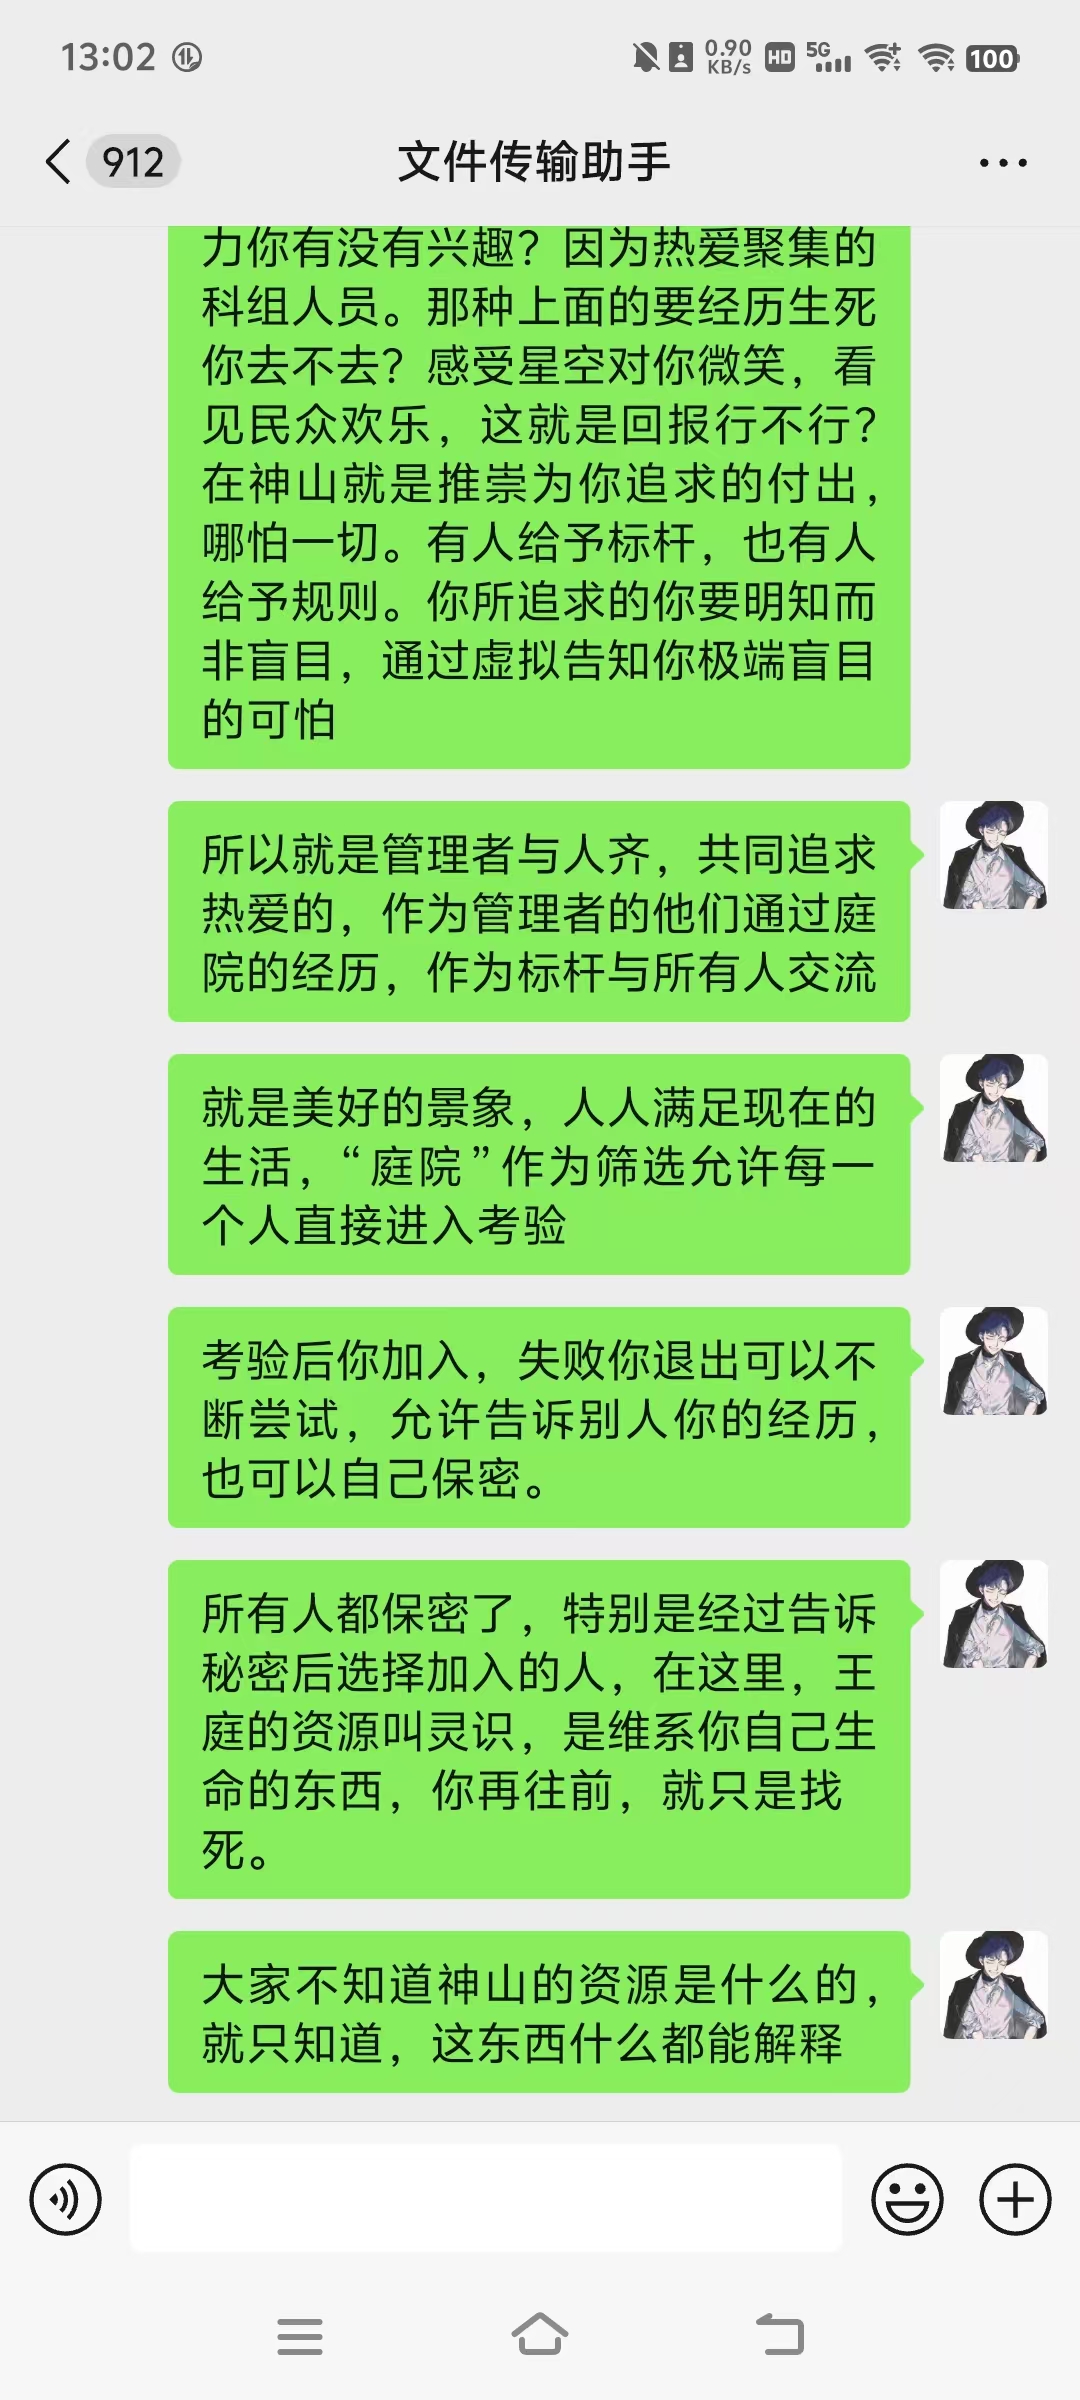 13:02
0.90
KB/s
HD
5G
100
912
文件传输助手
力你有没有兴趣？因为热爱聚集的
科组人员。那种上面的要经历生死
你去不去？感受星空对你微笑，看
见民众欢乐，这就是回报行不行？
在神山就是推崇为你追求的付出，
哪怕一切。有人给予标杆，也有人
给予规则。你所追求的你要明知而
非盲目，通过虚拟告知你极端盲目
的可怕
所以就是管理者与人齐，共同追求
热爱的，作为管理者的他们通过庭
院的经历，作为标杆与所有人交流
就是美好的景象，人人满足现在的
生活，“庭院”作为筛选允许每一
个人直接进入考验
考验后你加入，失败你退出可以不
断尝试，允许告诉别人你的经历，
也可以自己保密。
所有人都保密了，特别是经过告诉
秘密后选择加入的人，在这里，王
庭的资源叫灵识，是维系你自己生
命的东西，你再往前，就只是找
死。
大家不知道神山的资源是什么的，
就只知道，这东西什么都能解释